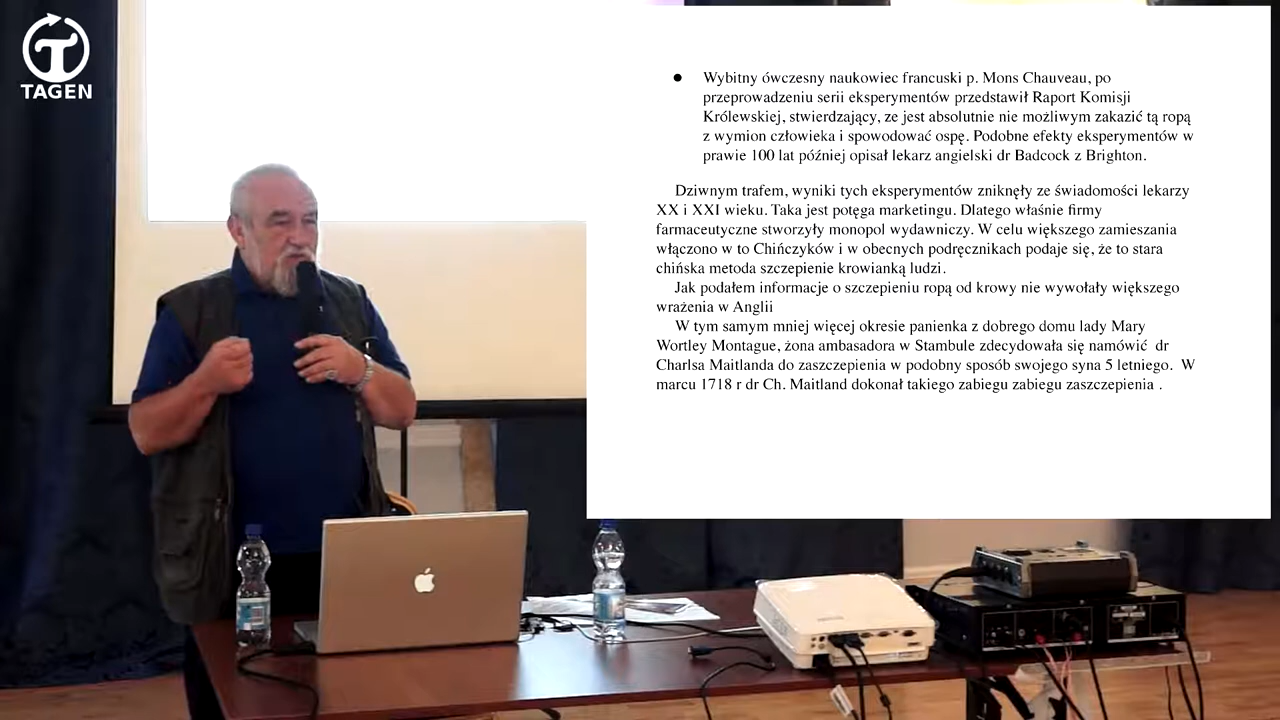 TAGEN
● Wybitny ówczesny naukowiec francuski p. Mons Chauveau, po
przeprowadzeniu serii eksperymentów przedstawił Raport Komisji
Królewskiej, stwierdzający, ze jest absolutnie nie możliwym zakazić tą ropą
z wymion człowieka i spowodować ospę. Podobne efekty eksperymentów w
prawie 100 lat później opisał lekarz angielski dr Badcock z Brighton.
Dziwnym trafem, wyniki tych eksperymentów zniknęły ze świadomości lekarzy
XX i XXI wieku. Taka jest potęga marketingu. Dlatego właśnie firmy
farmaceutyczne stworzyły monopol wydawniczy. W celu większego zamieszania
włączono w to Chińczyków i w obecnych podręcznikach podaje się, że to stara
chińska metoda szczepienie krowianką ludzi.
Jak podałem informacje o szczepieniu ropą od krowy nie wywołały większego
wrażenia w Anglii
W tym samym mniej więcej okresie panienka z dobrego domu lady Mary
Wortley Montague, żona ambasadora w Stambule zdecydowała się namówić dr
Charlsa Maitlanda do zaszczepienia w podobny sposób swojego syna 5 letniego. W
marcu 1718 r dr Ch. Maitland dokonał takiego zabiegu zabiegu zaszczepienia .